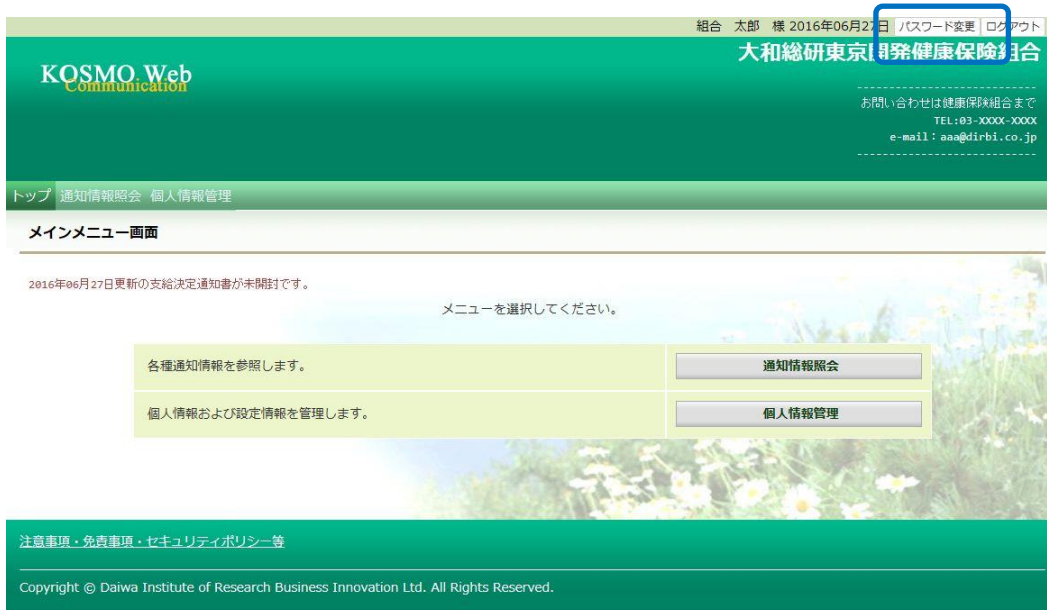 組合 太郎 様 2016年06月27日 パスワード変更 ログアウト
大和総研東京開発健康保険組合
KOSMO Web
Communication
お問い合わせは健康保険組合まで
TEL:03-XXXX-XXXX
e-mail：aaa@dirbi.co.jp
トップ 通知情報照会 個人情報管理
メインメニュー画面
2016年06月27日更新の支給決定通知書が未開封です。
メニューを選択してください。
各種通知情報を参照します。 通知情報照会
個人情報および設定情報を管理します。 個人情報管理
注意事項・免責事項・セキュリティポリシー等
Copyright © Daiwa Institute of Research Business Innovation Ltd. All Rights Reserved.